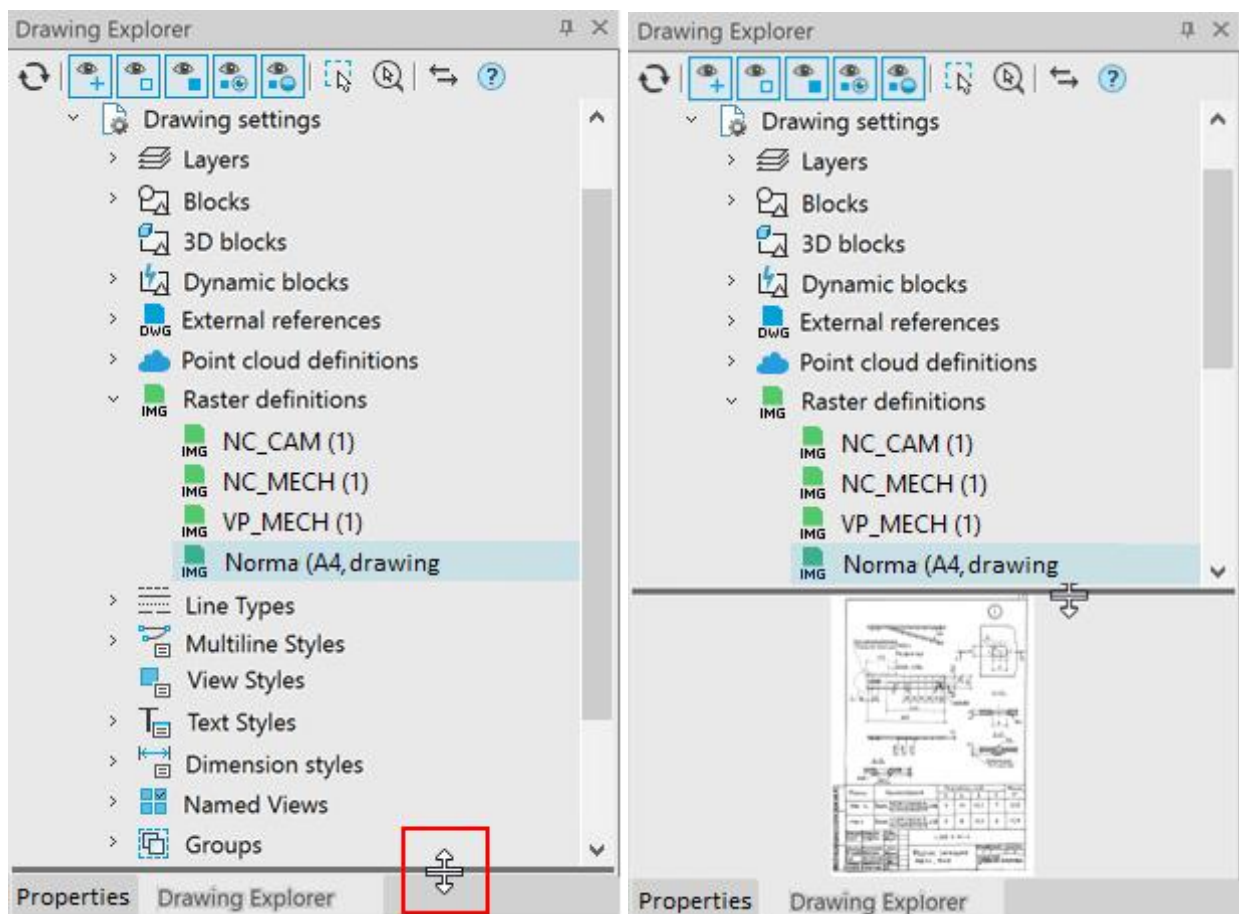 Drawing Explorer
Drawing settings
Layers
Blocks
3D blocks
Dynamic blocks
DWG External references
Point cloud definitions
IMG Raster definitions
IMG NC_CAM (1)
IMG NC_MECH (1)
IMG VP_MECH (1)
IMG Norma (A4, drawing
Line Types
Multiline Styles
View Styles
Text Styles
Dimension styles
Named Views
Groups
Properties Drawing Explorer
Drawing Explorer
Drawing settings
Layers
Blocks
3D blocks
Dynamic blocks
DWG External references
Point cloud definitions
IMG Raster definitions
IMG NC_CAM (1)
IMG NC_MECH (1)
IMG VP_MECH (1)
IMG Norma (A4, drawing
Properties Drawing Explorer